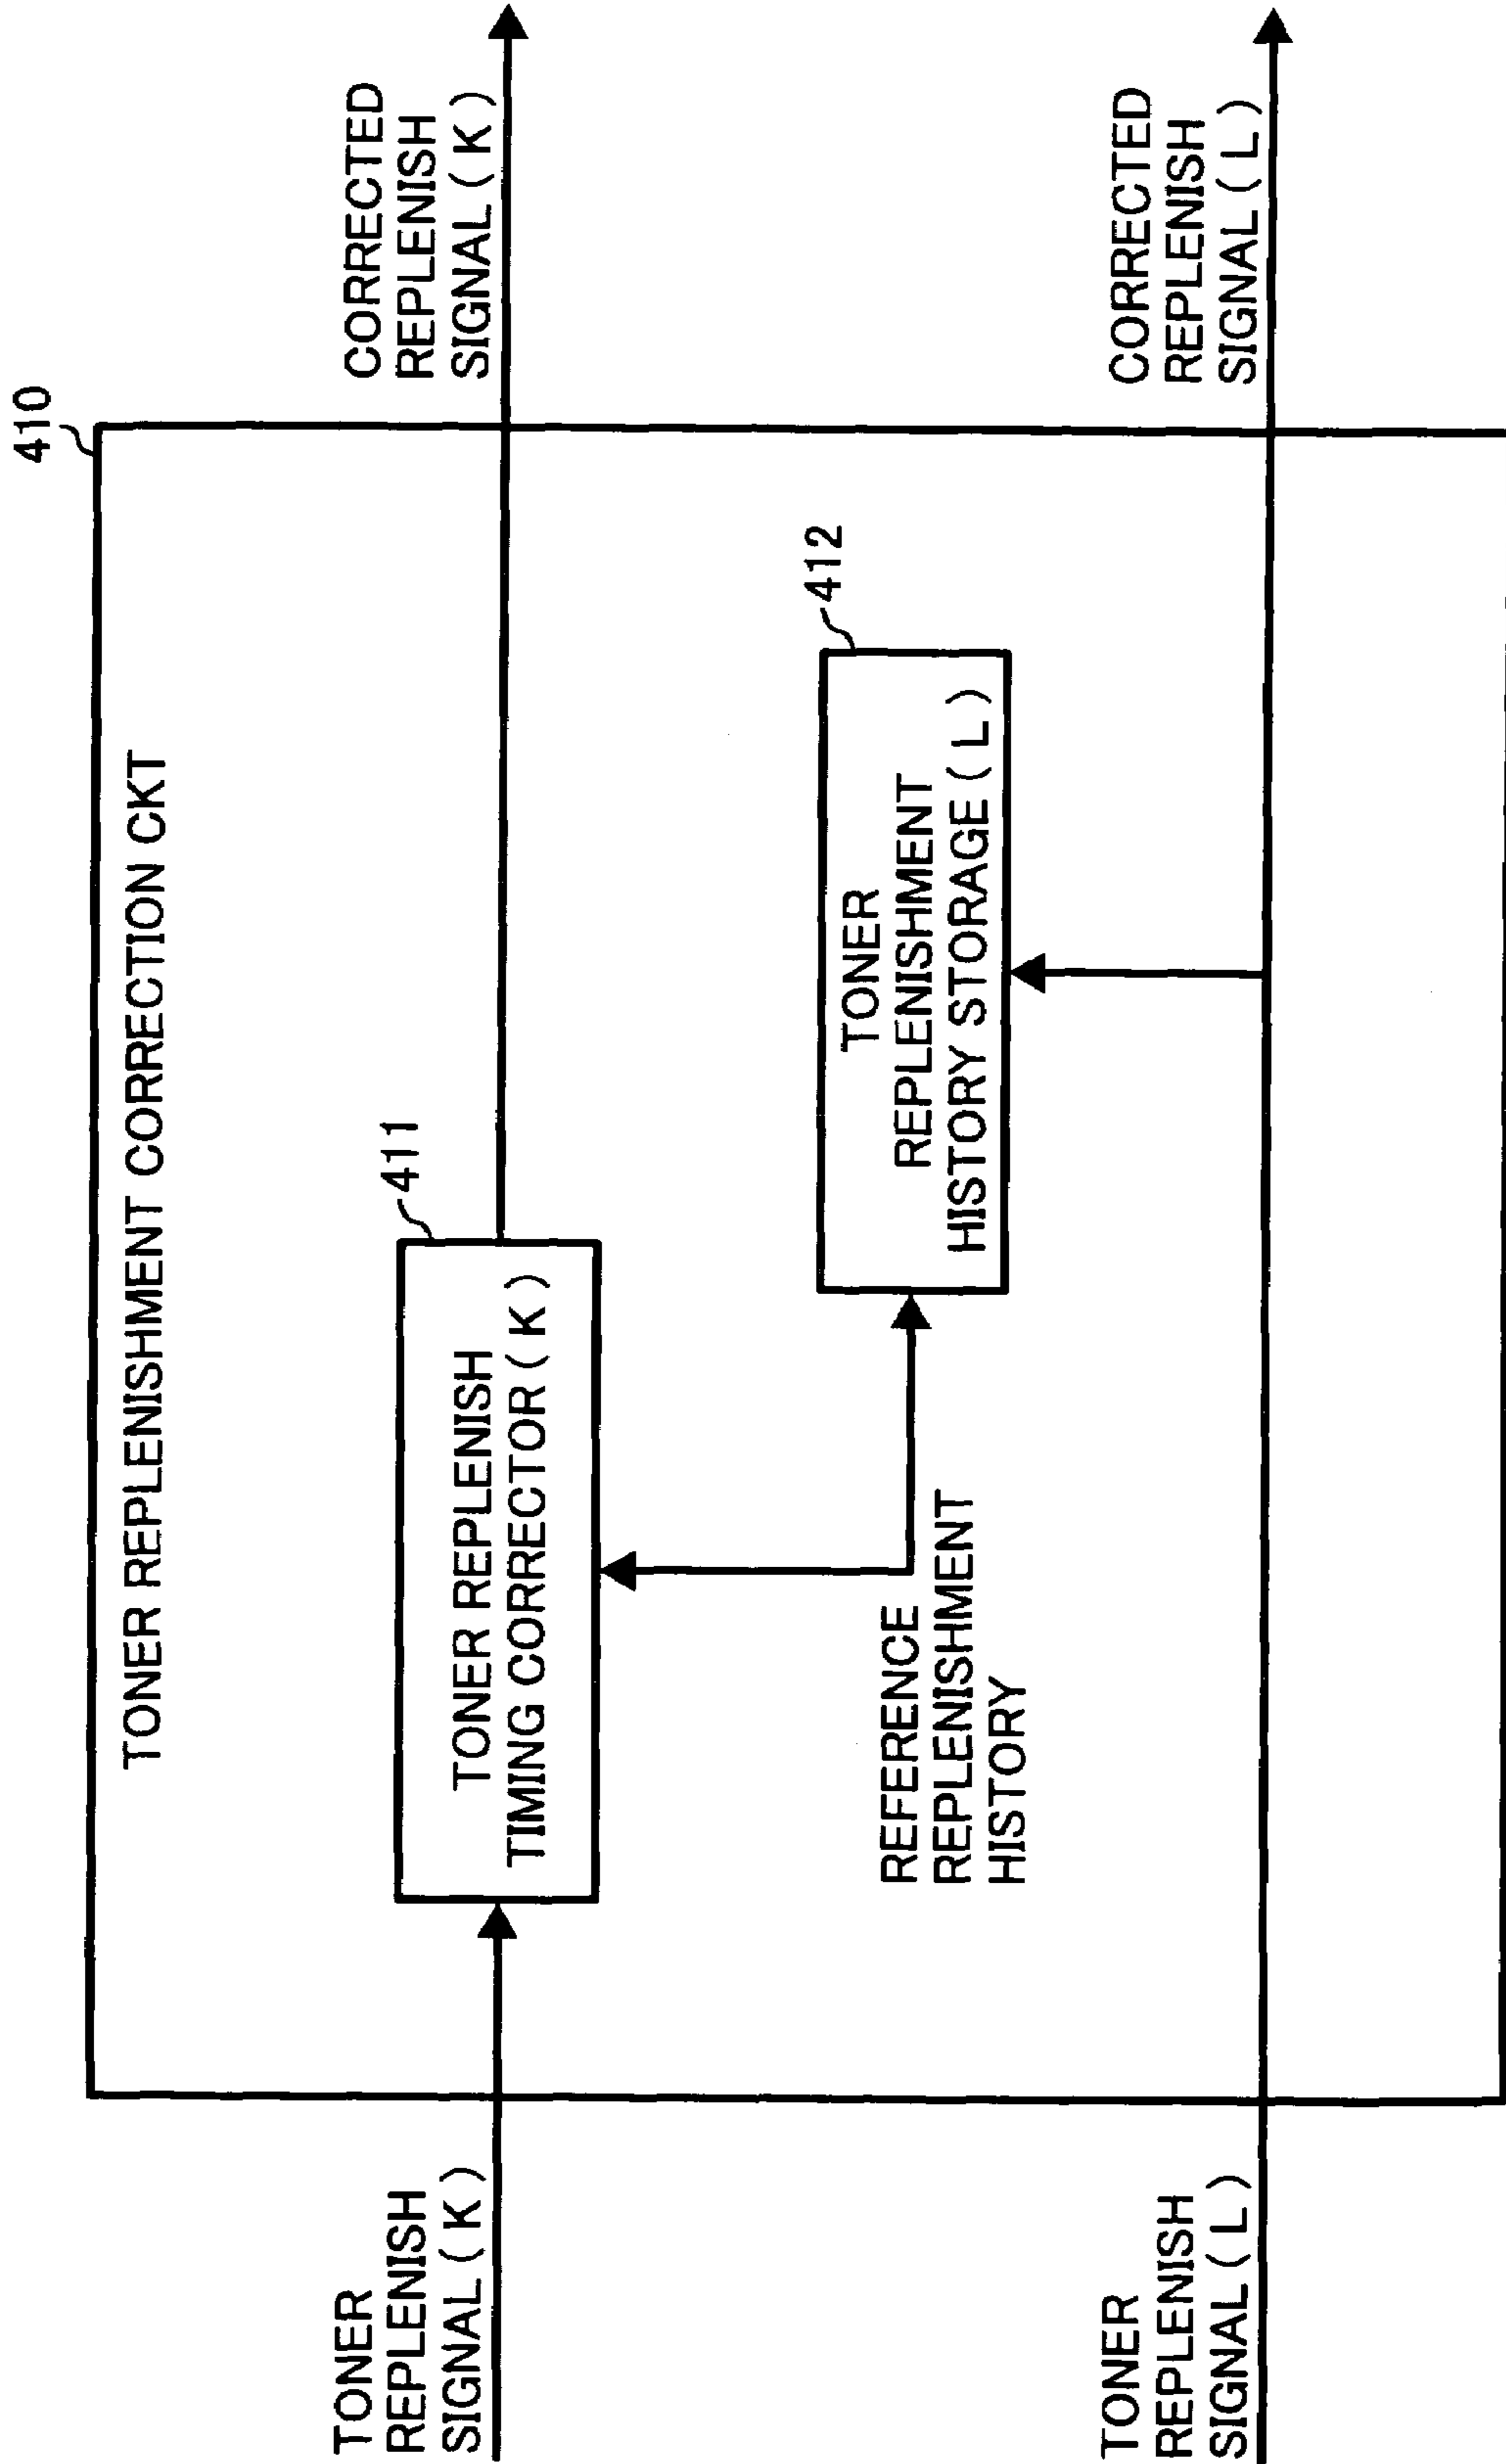 410
TONER REPLENISHMENT CORRECTION CKT
TONER
REPLENISH
SIGNAL(K)
411
TONER REPLENISH
TIMING CORRECTOR(K)
CORRECTED
REPLENISH
SIGNAL(K)
412
TONER
REPLENISHMENT
HISTORY STORAGE(L)
REFERENCE
REPLENISHMENT
HISTORY
TONER
REPLENISH
SIGNAL(L)
CORRECTED
REPLENISH
SIGNAL(L)